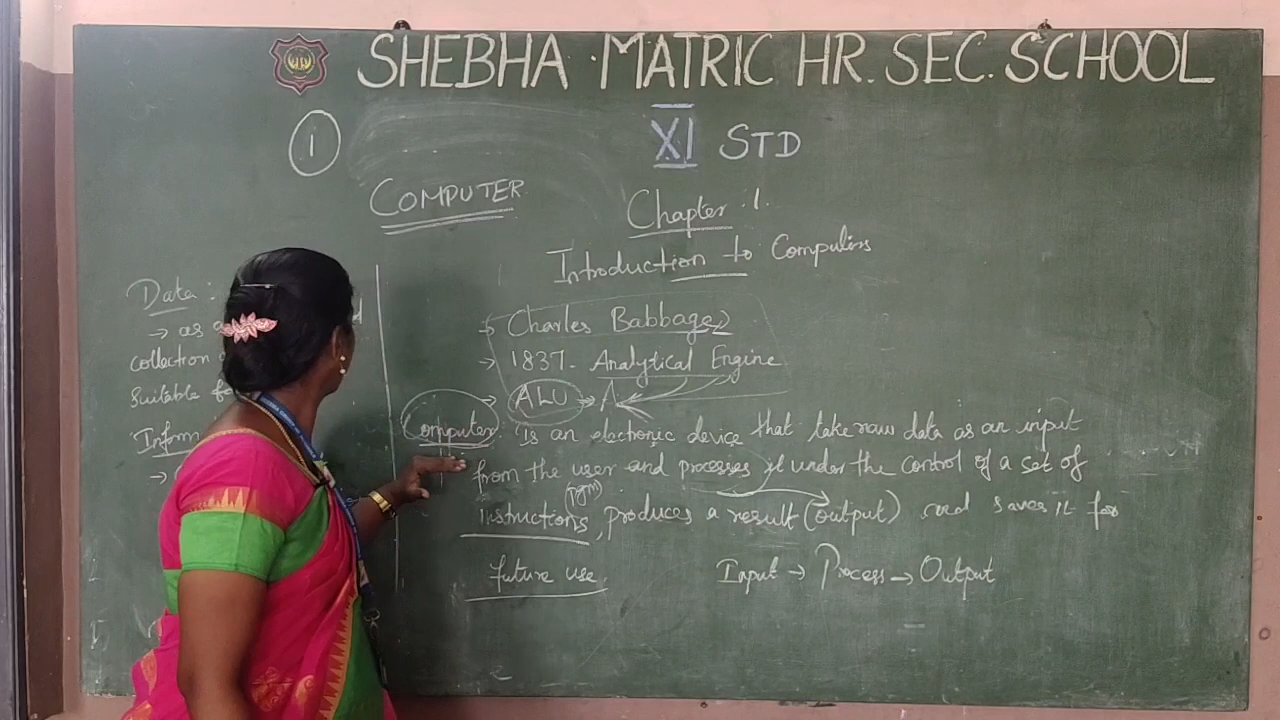 SHEBHA MATRIC HR. SEC. SCHOOL
1
XI STD
COMPUTER
Chapter : 1.
Introduction to Computers
Data :
→ as a
collection
Suitable fo
Inform
→
→ Charles Babbage
→ 1837. Analytical Engine
→ ALU → A
Computer : is an electronic device that take raw data as an input
from the user and processes it under the control of a set of
(pgm)
instructions, produces a result (output) and saves it for
future use.
Input → Process → Output